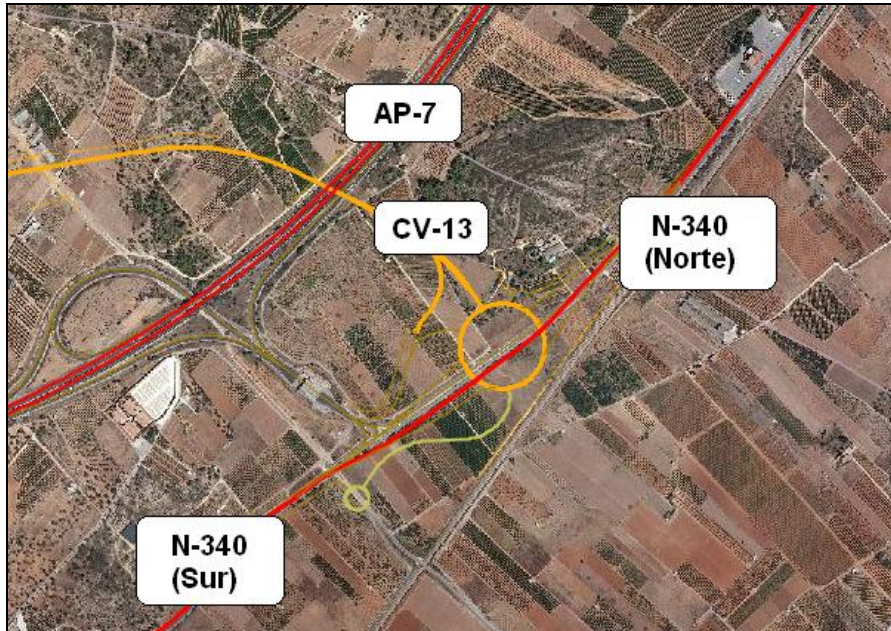 AP-7
CV-13
N-340
(Norte)
N-340
(Sur)